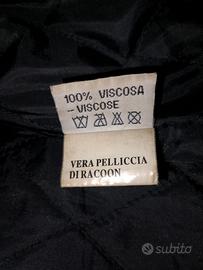 100% VISCOSA
-- VISCOSE
VERA PELLICCIA
DI RACOON
subito